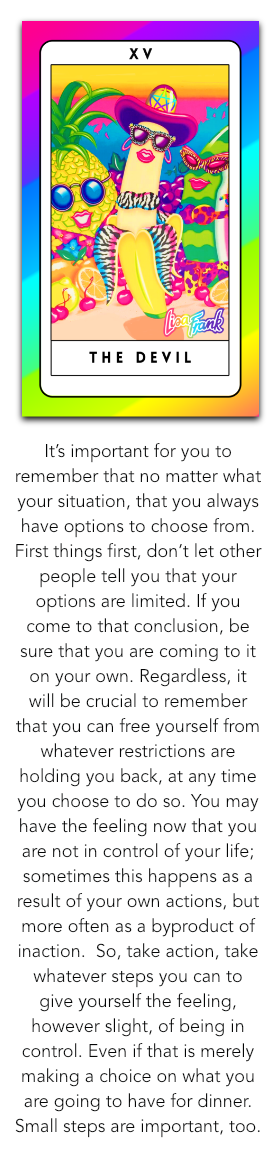 XV
Lisa Frank
THE DEVIL
It's important for you to
remember that no matter what
your situation, that you always
have options to choose from.
First things first, don't let other
people tell you that your
options are limited. If you
come to that conclusion, be
sure that you are coming to it
on your own. Regardless, it
will be crucial to remember
that you can free yourself from
whatever restrictions are
holding you back, at any time
you choose to do so. You may
have the feeling now that you
are not in control of your life;
sometimes this happens as a
result of your own actions, but
more often as a byproduct of
inaction.  So, take action, take
whatever steps you can to
give yourself the feeling,
however slight, of being in
control. Even if that is merely
making a choice on what you
are going to have for dinner.
Small steps are important, too.